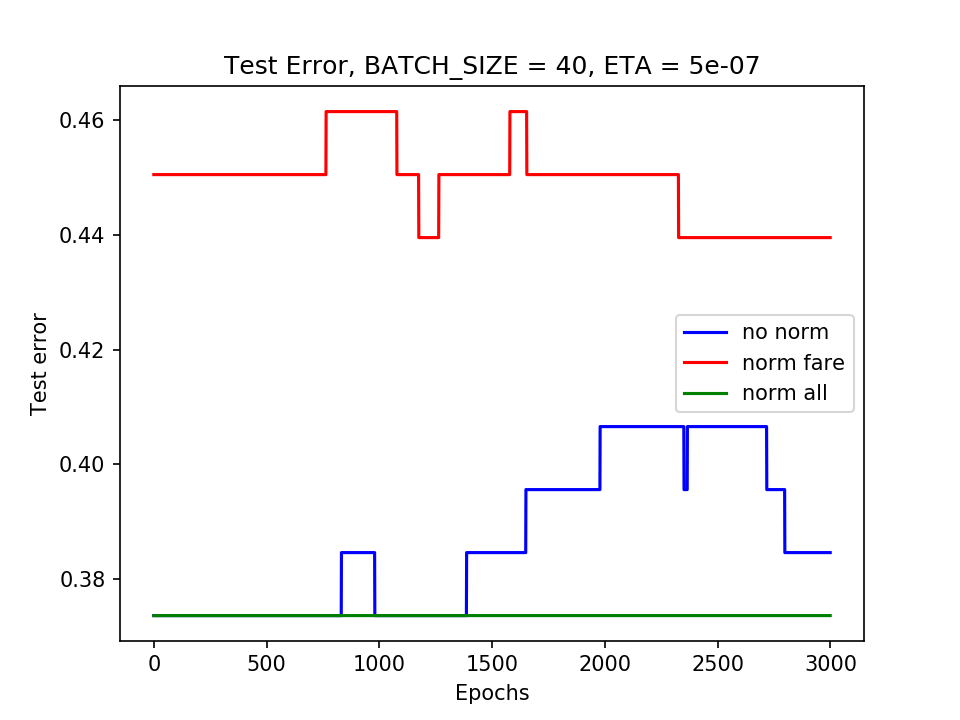 Test Error, BATCH_SIZE = 40, ETA = 5e-07
Test error
0.46
0.44
0.42
0.40
0.38
no norm
norm fare
norm all
0 500 1000 1500 2000 2500 3000
Epochs